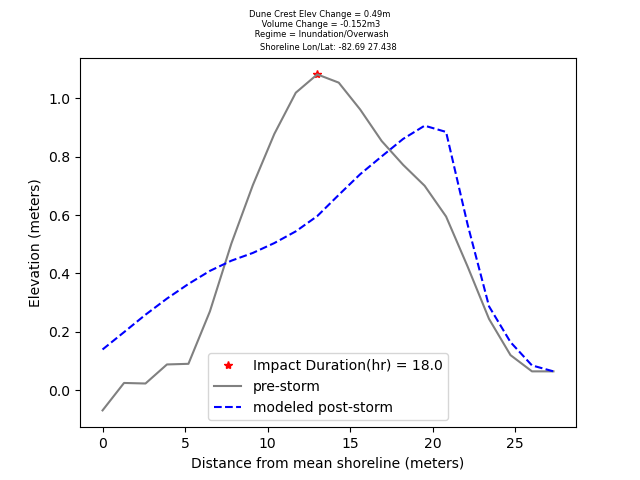 Dune Crest Elev Change = 0.49m
Volume Change = -0.152m3
Regime = Inundation/Overwash
Shoreline Lon/Lat: -82.69 27.438
1.0
0.8
0.6
0.4
0.2
0.0
Elevation (meters)
Impact Duration(hr) = 18.0
pre-storm
modeled post-storm
0 5 10 15 20 25
Distance from mean shoreline (meters)